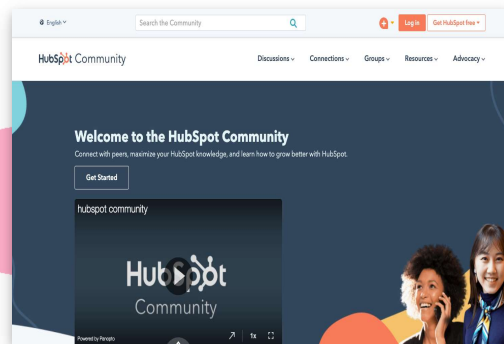 English
Search the Community
Log in
Get HubSpot free
HubSpot Community
Discussions
Connections
Groups
Resources
Advocacy
Welcome to the HubSpot Community
Connect with peers, maximize your HubSpot knowledge, and learn how to grow better with HubSpot.
Get Started
hubspot community
HubSpot
Community
Powered by Panopto
1x